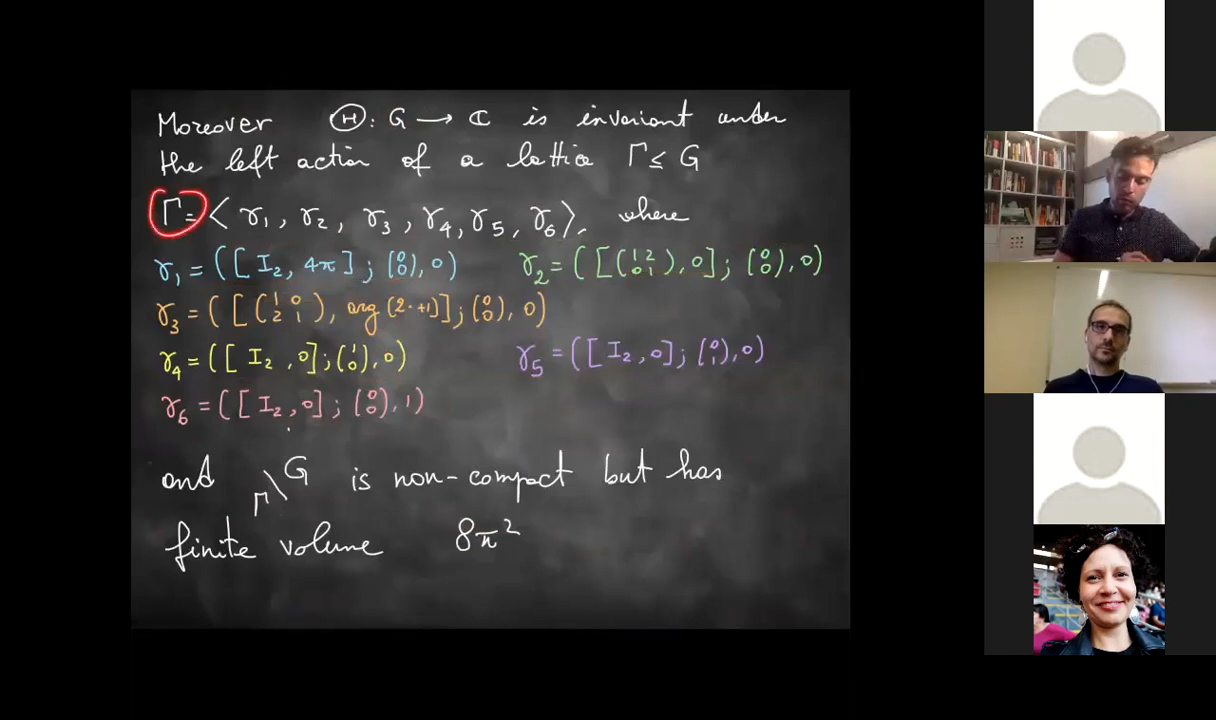 Moreover Θ: G → ℂ is invariant under
the left action of a lattice Γ ≤ G
Γ = ⟨ γ₁, γ₂, γ₃, γ₄, γ₅, γ₆ ⟩, where
γ₁ = ([I₂, 4π]; (0 0), 0) γ₂ = ([(1 2 0 1), 0]; (0 0), 0)
γ₃ = ([(1 0 2 1), arg(2·+1)]; (0 0), 0)
γ₄ = ([I₂, 0]; (1 0), 0) γ₅ = ([I₂, 0]; (0 1), 0)
γ₆ = ([I₂, 0]; (0 0), 1)
and Γ\G is non-compact but has
finite volume 8π²